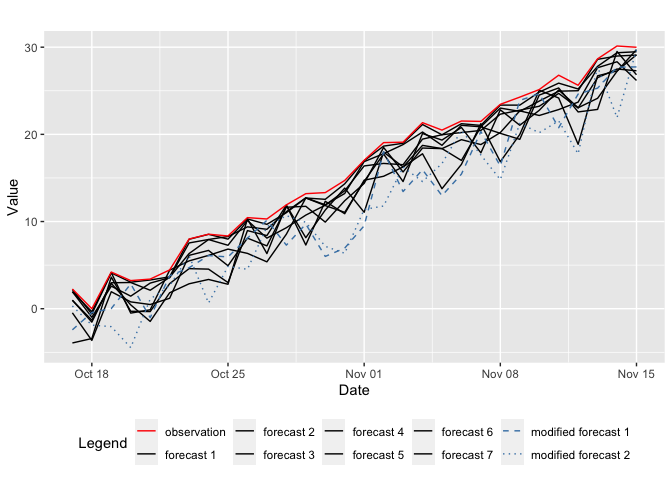 30
20
10
0
Value
Oct 18 Oct 25 Nov 01 Nov 08 Nov 15
Date
Legend
observation forecast 2 forecast 4 forecast 6 modified forecast 1
forecast 1 forecast 3 forecast 5 forecast 7 modified forecast 2